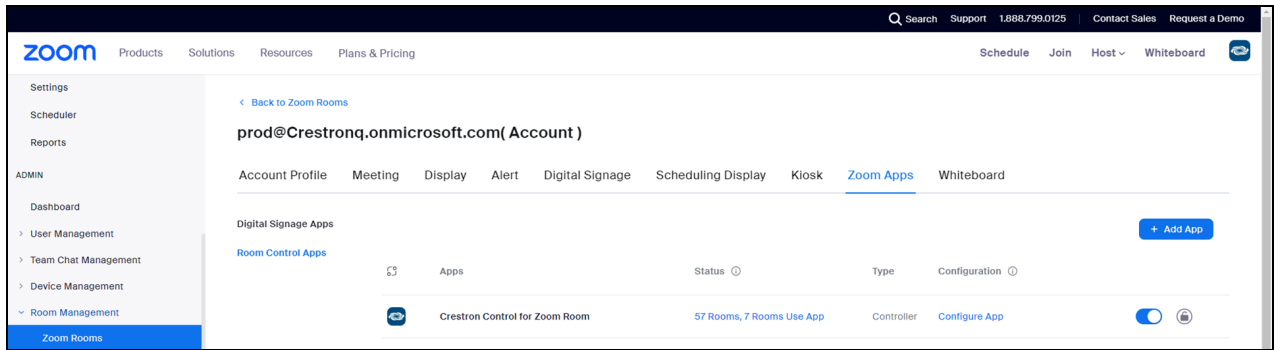 Search Support 1.888.799.0125 Contact Sales Request a Demo
zoom Products Solutions Resources Plans & Pricing Schedule Join Host Whiteboard
Settings
Scheduler
Reports
ADMIN
Dashboard
User Management
Team Chat Management
Device Management
Room Management
Zoom Rooms
Back to Zoom Rooms
prod@Crestronq.onmicrosoft.com( Account )
Account Profile Meeting Display Alert Digital Signage Scheduling Display Kiosk Zoom Apps Whiteboard
Digital Signage Apps
Room Control Apps
+ Add App
Apps Status Type Configuration
Crestron Control for Zoom Room 57 Rooms, 7 Rooms Use App Controller Configure App